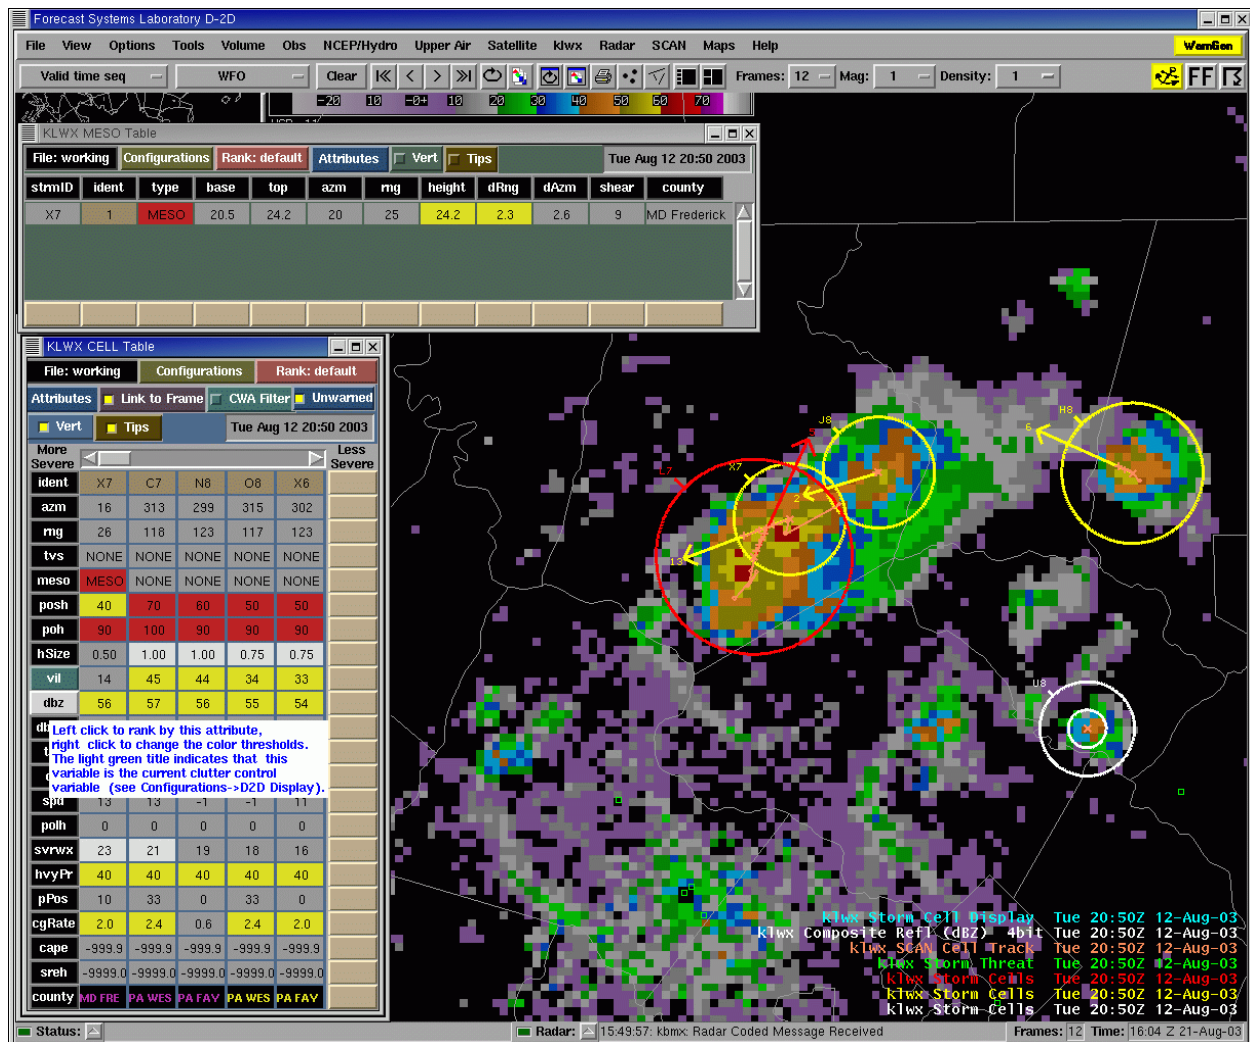 Forecast Systems Laboratory D-2D
File View Options Tools Volume Obs NCEP/Hydro Upper Air Satellite klwx Radar SCAN Maps Help WarnGen
Valid time seq WFO Clear Frames: 12 Mag: 1 Density: 1 FF
-20 10 -0+ 10 20 30 40 50 60 70
KLWX MESO Table
File: working Configurations Rank: default Attributes Vert Tips Tue Aug 12 20:50 2003
strmID ident type base top azm rng height dRng dAzm shear county
X7 1 MESO 20.5 24.2 20 25 24.2 2.3 2.6 9 MD Frederick
KLWX CELL Table
File: working Configurations Rank: default
Attributes Link to Frame CWA Filter Unwarned
Vert Tips Tue Aug 12 20:50 2003
More Severe Less Severe
ident X7 C7 N8 O8 X6
azm 16 313 299 315 302
rng 26 118 123 117 123
tvs NONE NONE NONE NONE NONE
meso MESO NONE NONE NONE NONE
posh 40 70 60 50 50
poh 90 100 90 90 90
hSize 0.50 1.00 1.00 0.75 0.75
vil 14 45 44 34 33
dbz 56 57 56 55 54
Left click to rank by this attribute,
right click to change the color thresholds.
The light green title indicates that this
variable is the current clutter control
variable (see Configurations->D2D Display).
spd 13 13 -1 -1 11
polh 0 0 0 0 0
svrwx 23 21 19 18 16
hvyPr 40 40 40 40 40
pPos 10 33 0 33 0
cgRate 2.0 2.4 0.6 2.4 2.0
cape -999.9 -999.9 -999.9 -999.9 -999.9
sreh -9999.0 -9999.0 -9999.0 -9999.0 -9999.0
county MD FRE PA WES PA FAY PA WES PA FAY
H8
6
J8
5
L7
X7
2
13
U8
klwx Storm Cell Display Tue 20:50Z 12-Aug-03
klwx Composite Refl (dBZ) 4bit Tue 20:50Z 12-Aug-03
klwx SCAN Cell Track Tue 20:50Z 12-Aug-03
klwx Storm Threat Tue 20:50Z 12-Aug-03
klwx Storm Cells Tue 20:50Z 12-Aug-03
klwx Storm Cells Tue 20:50Z 12-Aug-03
klwx Storm Cells Tue 20:50Z 12-Aug-03
Status: Radar: 15:49:57: kbmx: Radar Coded Message Received Frames: 12 Time: 16:04 Z 21-Aug-03